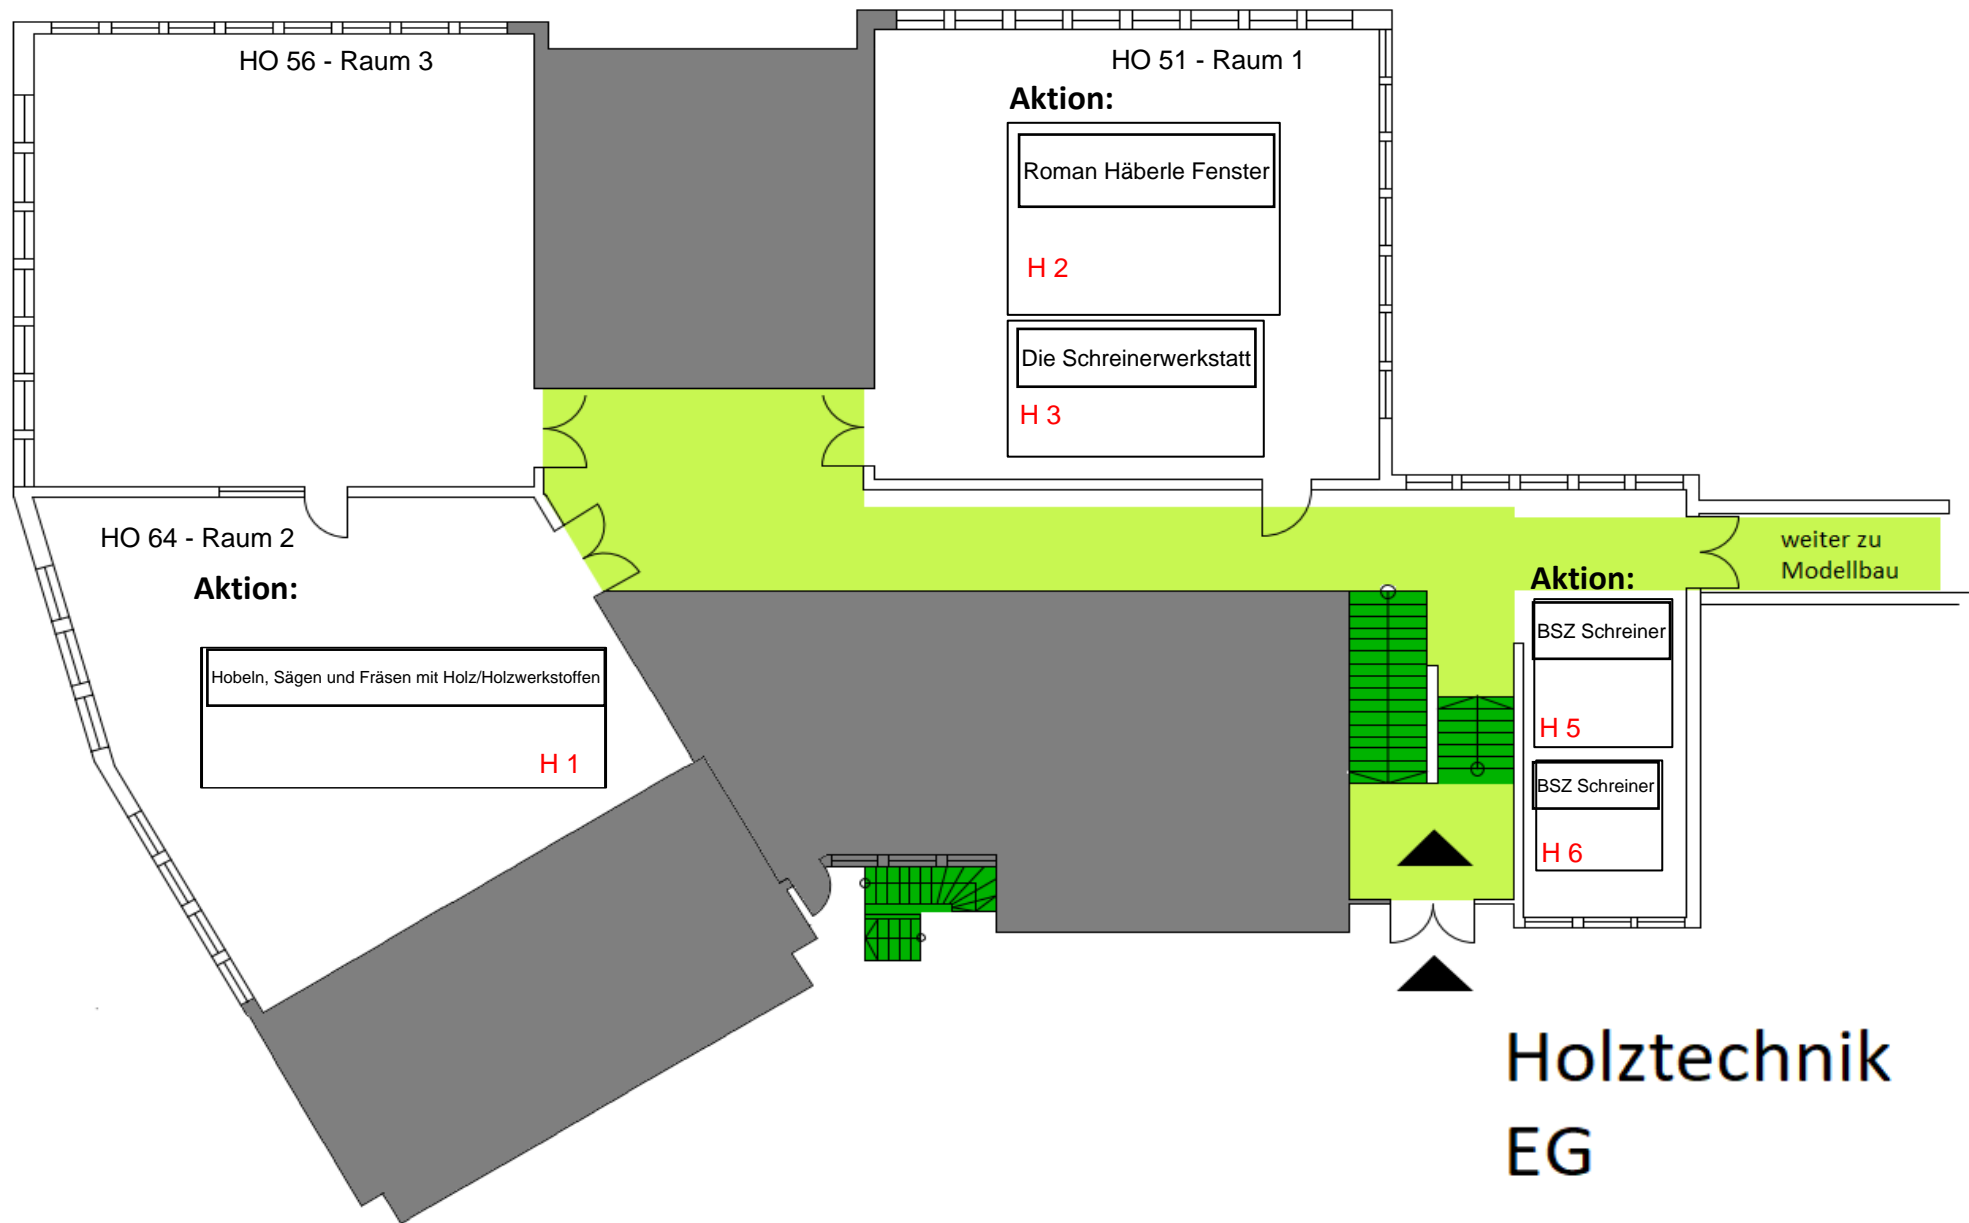 HO 56 - Raum 3
HO 51 - Raum 1
Aktion:
Roman Häberle Fenster
H 2
Die Schreinerwerkstatt
H 3
HO 64 - Raum 2
Aktion:
Hobeln, Sägen und Fräsen mit Holz/Holzwerkstoffen
H 1
weiter zu
Modellbau
Aktion:
BSZ Schreiner
H 5
BSZ Schreiner
H 6
Holztechnik
EG